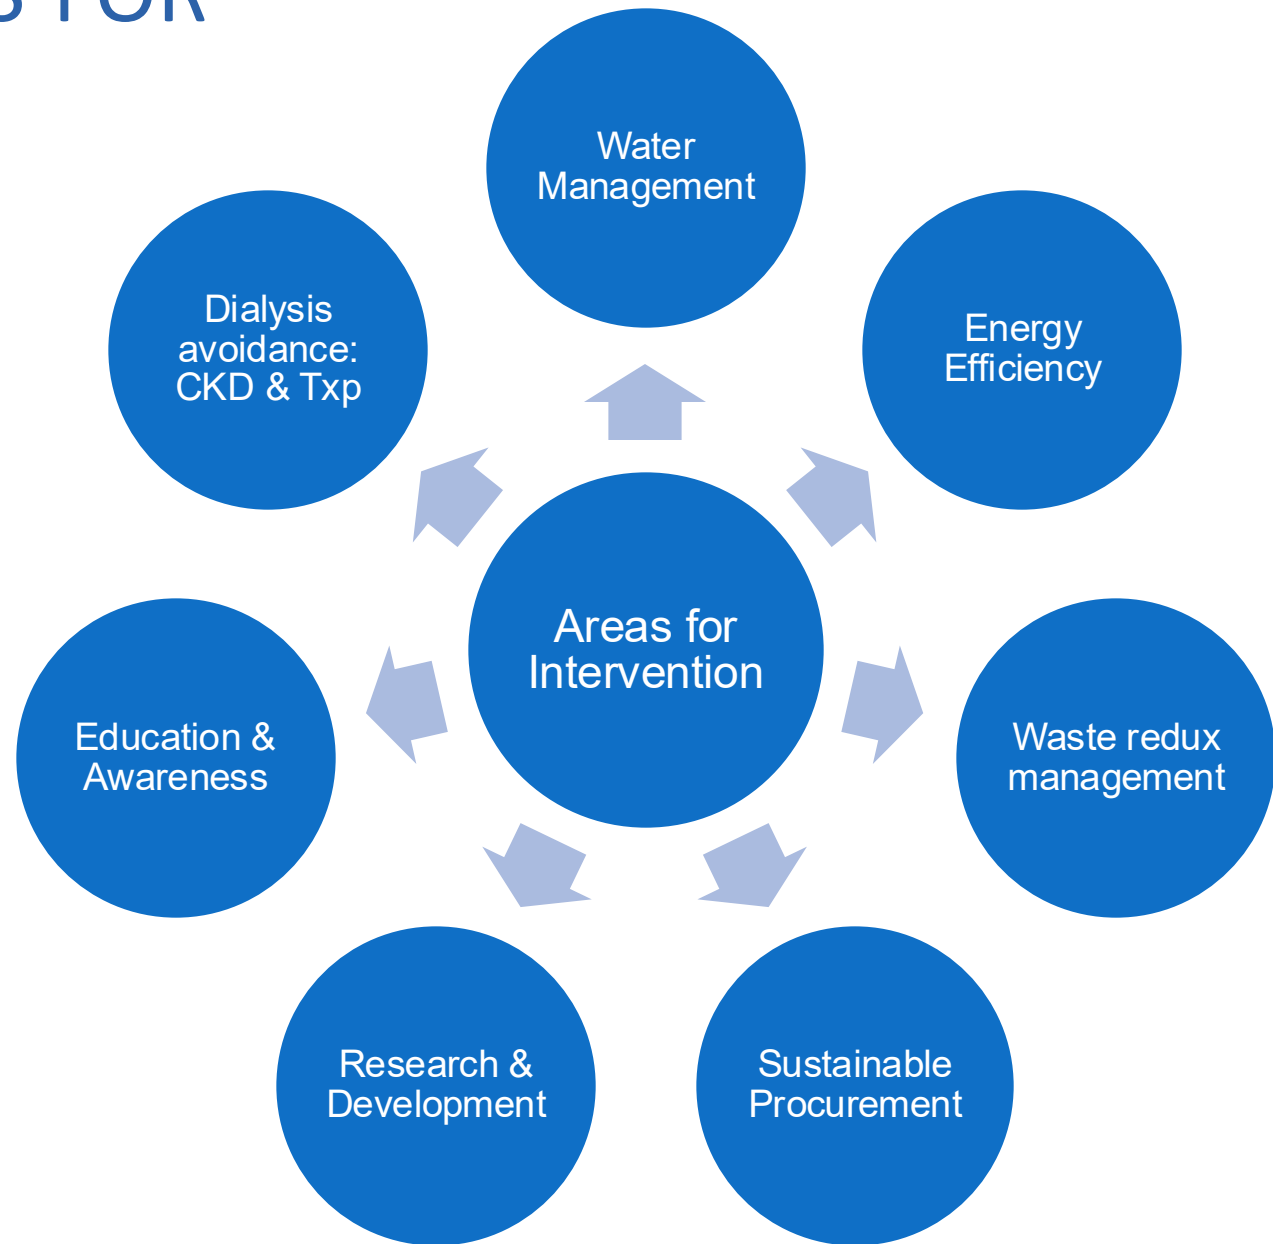 S FOR
Water
Management
Energy
Efficiency
Waste redux
management
Sustainable
Procurement
Research &
Development
Education &
Awareness
Dialysis
avoidance:
CKD & Txp
Areas for
Intervention